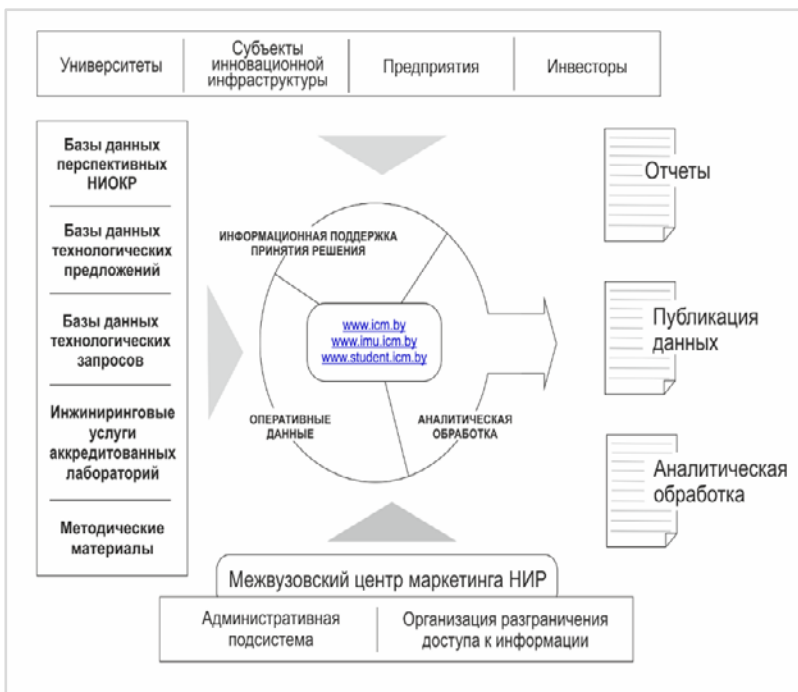 Университеты
Субъекты
инновационной
инфраструктуры
Предприятия
Инвесторы
Базы данных
перспективных
НИОКР
Базы данных
технологических
предложений
Базы данных
технологических
запросов
Инжиниринговые
услуги
аккредитованных
лабораторий
Методические
материалы
ИНФОРМАЦИОННАЯ ПОДДЕРЖКА
ПРИНЯТИЯ РЕШЕНИЯ
www.icm.by
www.imu.icm.by
www.student.icm.by
ОПЕРАТИВНЫЕ
ДАННЫЕ
АНАЛИТИЧЕСКАЯ
ОБРАБОТКА
Отчеты
Публикация
данных
Аналитическая
обработка
Межвузовский центр маркетинга НИР
Административная
подсистема
Организация разграничения
доступа к информации